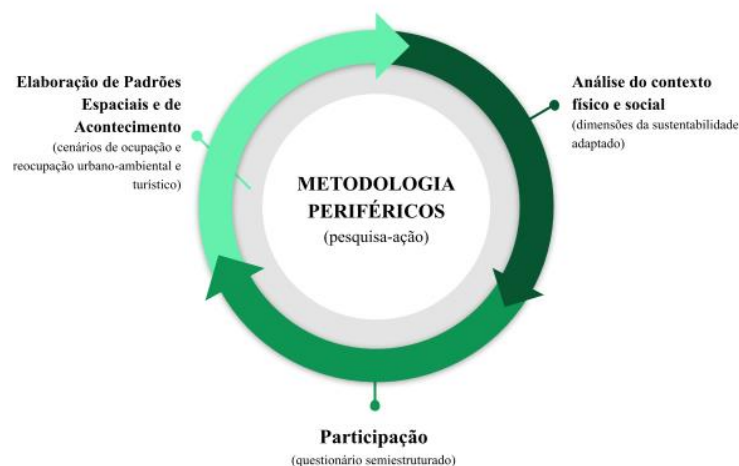 Elaboração de Padrões
Espaciais e de
Acontecimento
(cenários de ocupação e
reocupação urbano-ambiental e
turístico)
Análise do contexto
físico e social
(dimensões da sustentabilidade
adaptado)
METODOLOGIA
PERIFÉRICOS
(pesquisa-ação)
Participação
(questionário semiestruturado)